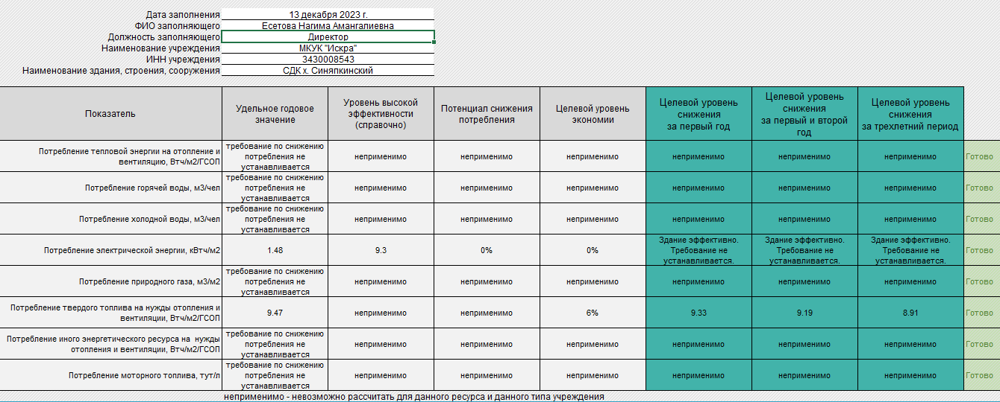 Дата заполнения 13 декабря 2023 г.
ФИО заполняющего Есетова Нагима Амангалиевна
Должность заполняющего Директор
Наименование учреждения МКУК "Искра"
ИНН учреждения 3430008543
Наименование здания, строения, сооружения СДК х. Синяпкинский
Показатель
Удельное годовое
значение
Уровень высокой
эффективности
(справочно)
Потенциал снижения
потребления
Целевой уровень
экономии
Целевой уровень
снижения
за первый год
Целевой уровень
снижения
за первый и второй
год
Целевой уровень
снижения
за трехлетний период
Потребление тепловой энергии на отопление и
вентиляцию, Втч/м2/ГСОП
требование по снижению
потребления не
устанавливается
неприменимо
неприменимо
неприменимо
неприменимо
неприменимо
неприменимо
Готово
Потребление горячей воды, м3/чел
требование по снижению
потребления не
устанавливается
неприменимо
неприменимо
неприменимо
неприменимо
неприменимо
неприменимо
Готово
Потребление холодной воды, м3/чел
требование по снижению
потребления не
устанавливается
неприменимо
неприменимо
неприменимо
неприменимо
неприменимо
неприменимо
Готово
Потребление электрической энергии, кВтч/м2
1.48
9.3
0%
0%
Здание эффективно.
Требование не
устанавливается.
Здание эффективно.
Требование не
устанавливается.
Здание эффективно.
Требование не
устанавливается.
Готово
Потребление природного газа, м3/м2
требование по снижению
потребления не
устанавливается
неприменимо
неприменимо
неприменимо
неприменимо
неприменимо
неприменимо
Готово
Потребление твердого топлива на нужды отопления и
вентиляции, Втч/м2/ГСОП
9.47
неприменимо
неприменимо
6%
9.33
9.19
8.91
Готово
Потребление иного энергетического ресурса на нужды
отопления и вентиляции, Втч/м2/ГСОП
требование по снижению
потребления не
устанавливается
неприменимо
неприменимо
неприменимо
неприменимо
неприменимо
неприменимо
Готово
Потребление моторного топлива, тут/л
требование по снижению
потребления не
устанавливается
неприменимо
неприменимо
неприменимо
неприменимо
неприменимо
неприменимо
Готово
неприменимо - невозможно рассчитать для данного ресурса и данного типа учреждения